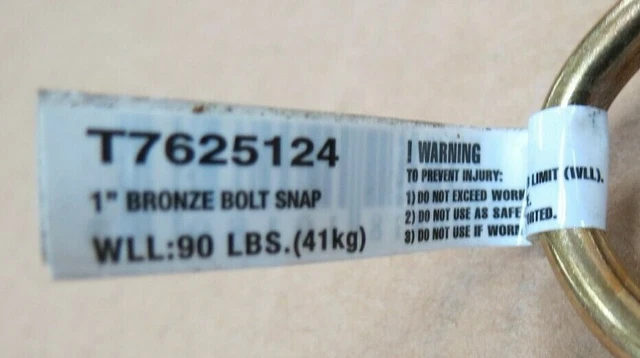 T7625124
1" BRONZE BOLT SNAP
WLL:90 LBS.(41kg)
! WARNING
TO PREVENT INJURY:
1) DO NOT EXCEED LIMIT (WLL).
2) DO NOT USE AS SAFE
3) DO NOT USE IF